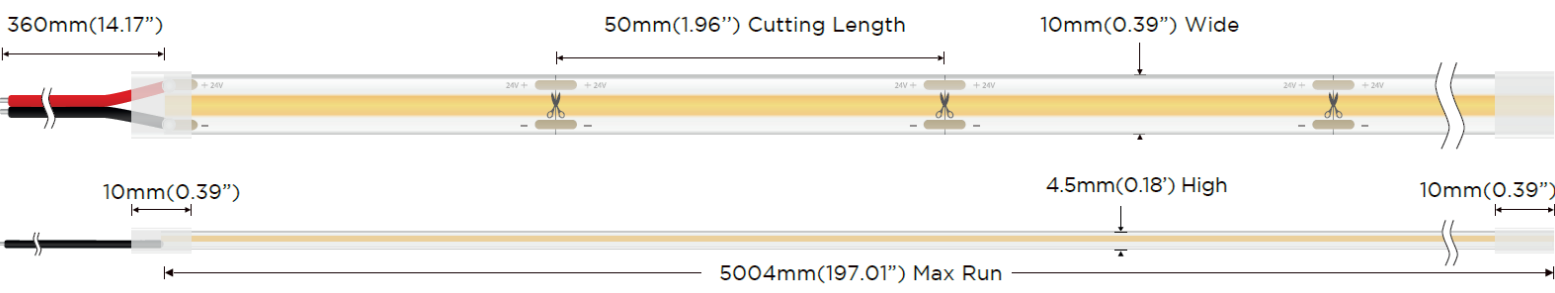 360mm(14.17”)
50mm(1.96’’) Cutting Length
10mm(0.39”) Wide
+ 24V
24V + + 24V
24V + + 24V
24V + + 24V
–
– –
– –
– –
10mm(0.39”)
4.5mm(0.18’) High
10mm(0.39”)
5004mm(197.01”) Max Run